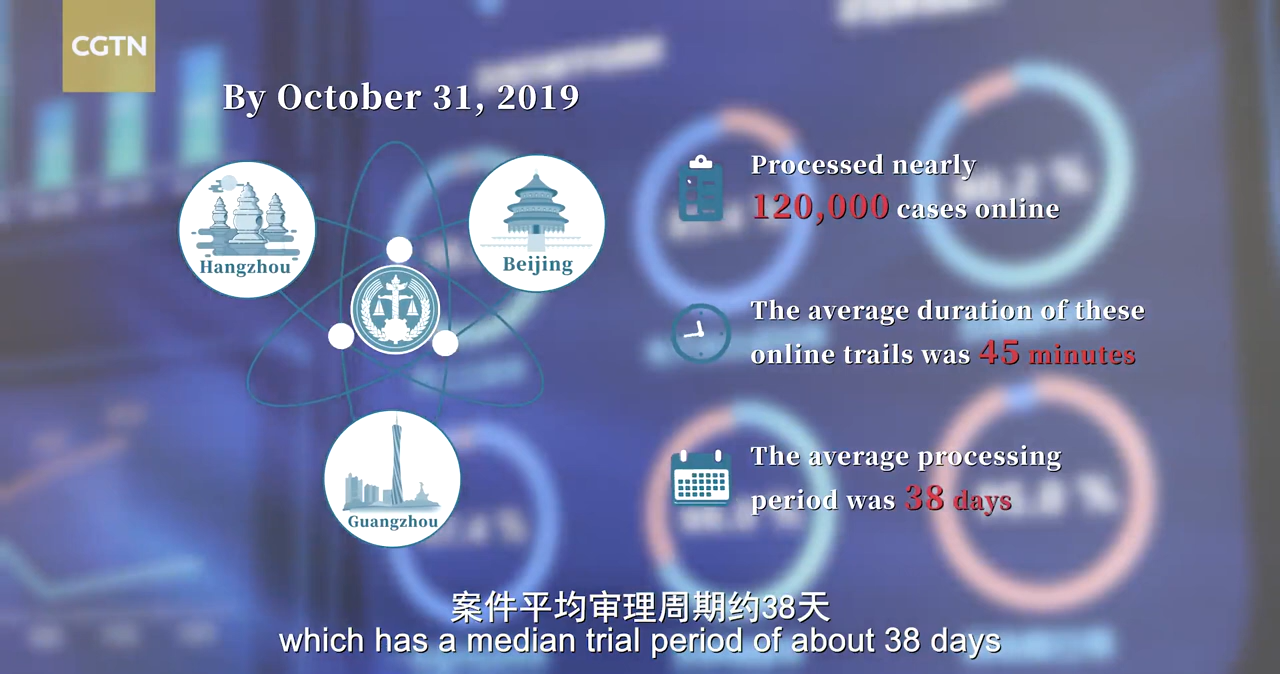 CGTN
By October 31, 2019
Hangzhou
Beijing
Guangzhou
Processed nearly
120,000 cases online
The average duration of these
online trails was 45 minutes
The average processing
period was 38 days
案件平均审理周期约38天
which has a median trial period of about 38 days